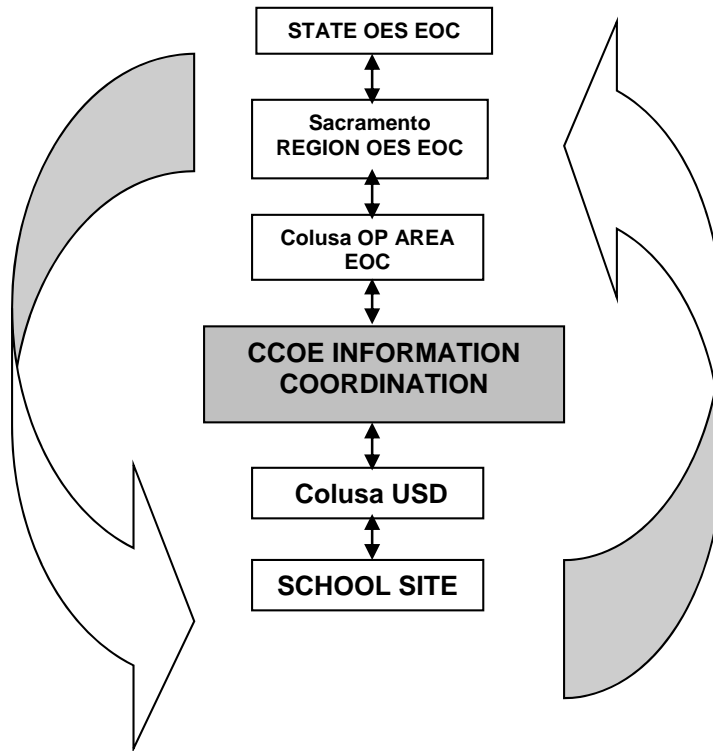 STATE OES EOC
Sacramento
REGION OES EOC
Colusa OP AREA
EOC
CCOE INFORMATION
COORDINATION
Colusa USD
SCHOOL SITE